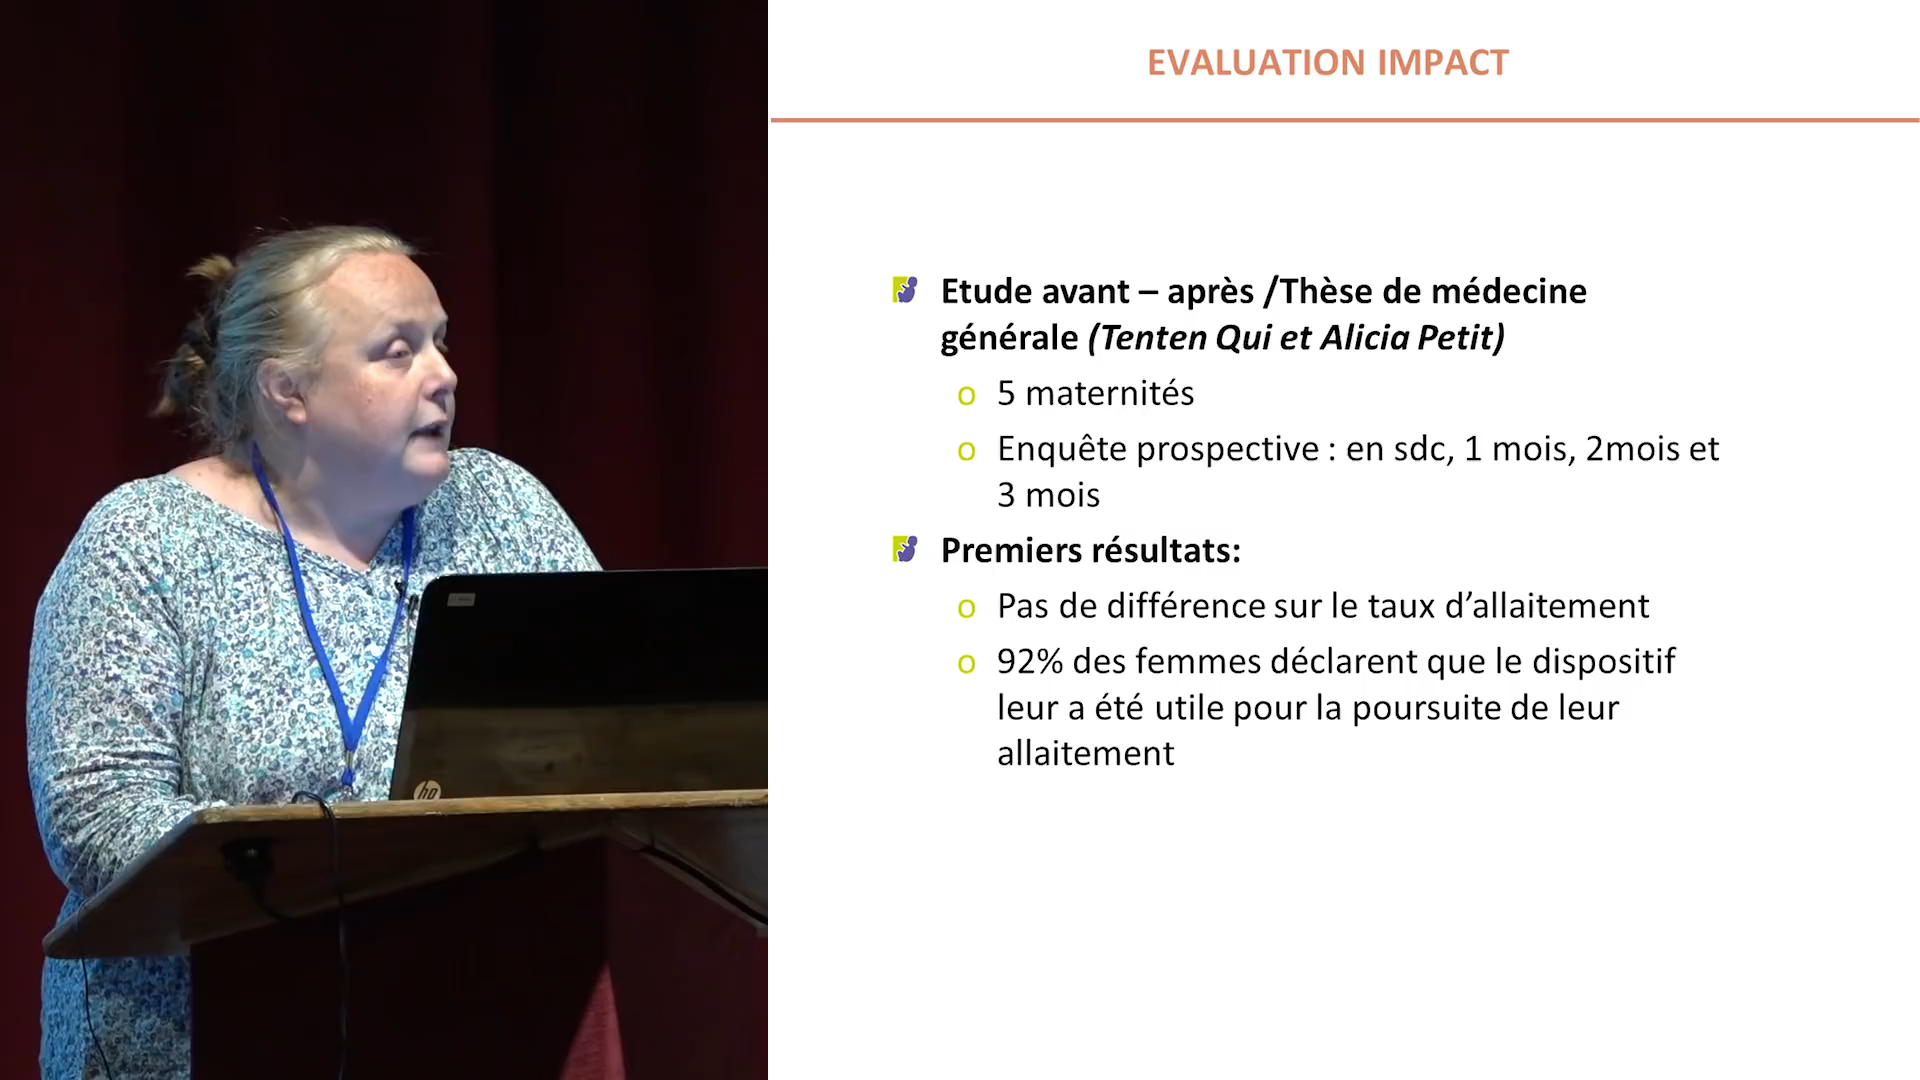 EVALUATION IMPACT
Etude avant – après /Thèse de médecine
générale (Tenten Qui et Alicia Petit)
o 5 maternités
o Enquête prospective : en sdc, 1 mois, 2mois et
3 mois
Premiers résultats:
o Pas de différence sur le taux d’allaitement
o 92% des femmes déclarent que le dispositif
leur a été utile pour la poursuite de leur
allaitement
hp